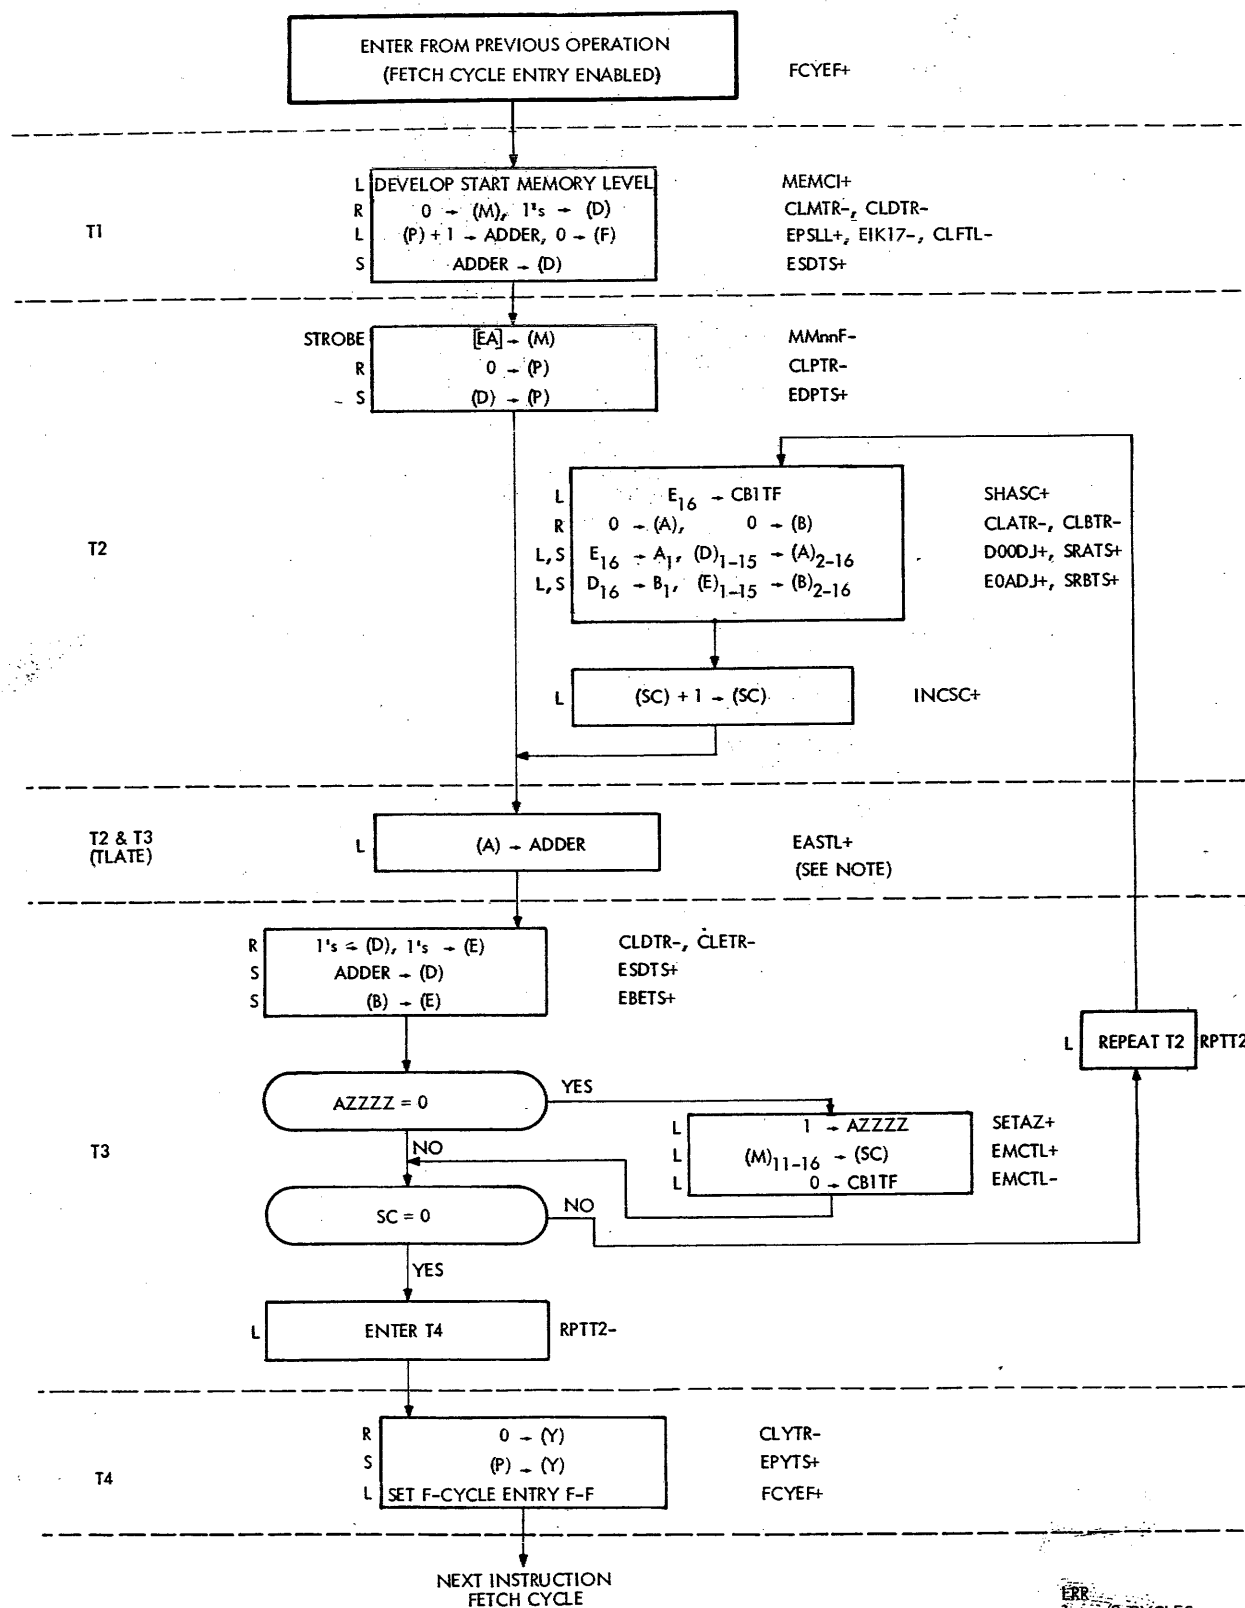 ENTER FROM PREVIOUS OPERATION
(FETCH CYCLE ENTRY ENABLED)
FCYEF+
T1
L DEVELOP START MEMORY LEVEL MEMCI+
R 0 → (M), 1's → (D) CLMTR-, CLDTR-
L (P) + 1 → ADDER, 0 → (F) EPSLL+, EIK17-, CLFTL-
S ADDER → (D) ESDTS+
STROBE [EA] → (M) MMnnF-
R 0 → (P) CLPTR-
S (D) → (P) EDPTS+
T2
L E16 → CB1TF SHASC+
R 0 → (A), 0 → (B) CLATR-, CLBTR-
L, S E16 → A1, (D)1-15 → (A)2-16 D00DJ+, SRATS+
L, S D16 → B1, (E)1-15 → (B)2-16 E0ADJ+, SRBTS+
L (SC) + 1 → (SC) INCSC+
T2 & T3
(TLATE)
L (A) → ADDER EASTL+
(SEE NOTE)
R 1's → (D), 1's → (E) CLDTR-, CLETR-
S ADDER → (D) ESDTS+
S (B) → (E) EBETS+
L REPEAT T2 RPTT2
AZZZZ = 0
YES
T3
L 1 → AZZZZ SETAZ+
L (M)11-16 → (SC) EMCTL+
L 0 → CB1TF EMCTL-
NO
SC = 0
NO
YES
L ENTER T4 RPTT2-
T4
R 0 → (Y) CLYTR-
S (P) → (Y) EPYTS+
L SET F-CYCLE ENTRY F-F FCYEF+
NEXT INSTRUCTION
FETCH CYCLE